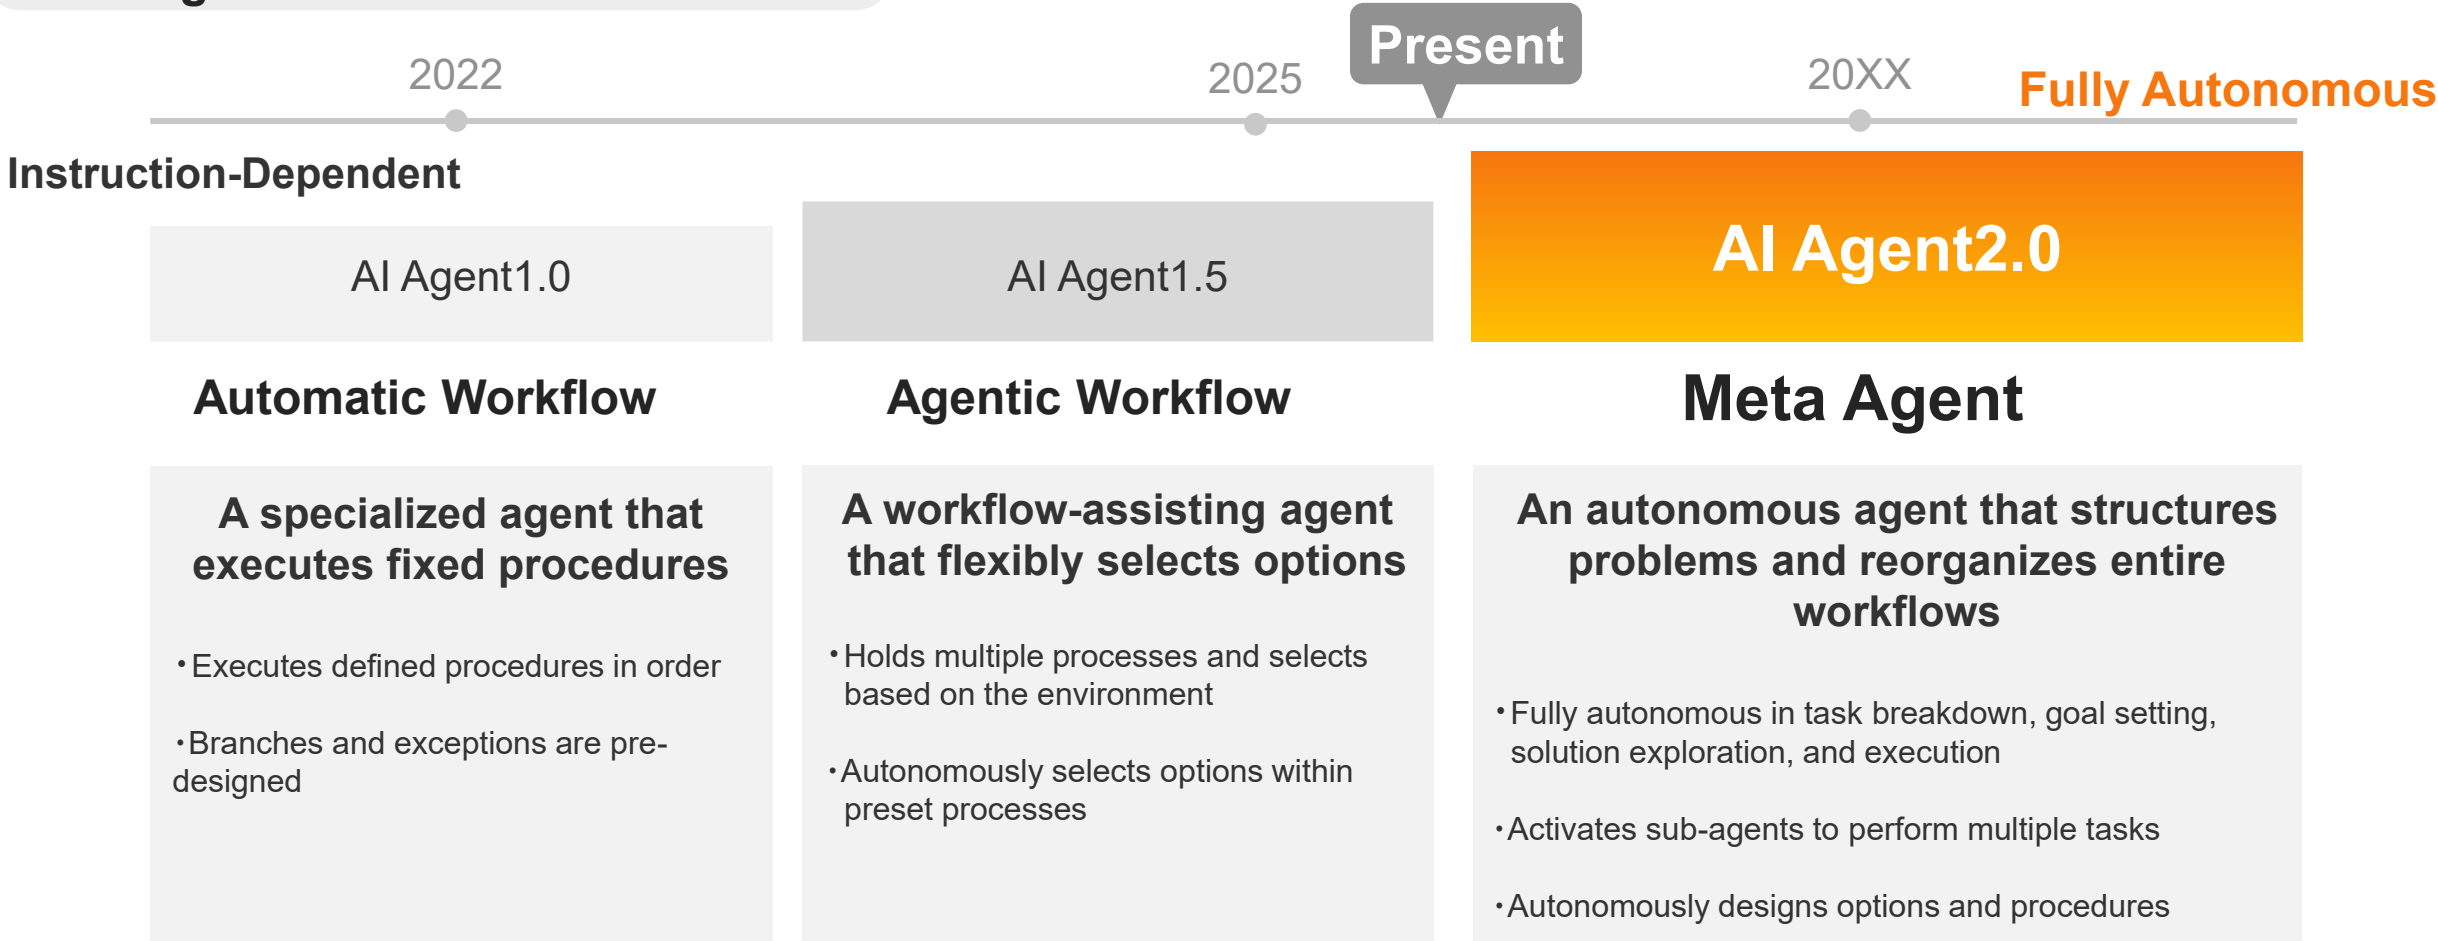 2022
2025
Present
20XX
Fully Autonomous
Instruction-Dependent
AI Agent1.0
AI Agent1.5
AI Agent2.0
Automatic Workflow
Agentic Workflow
Meta Agent
A specialized agent that
executes fixed procedures
・Executes defined procedures in order
・Branches and exceptions are pre-
designed
A workflow-assisting agent
that flexibly selects options
・Holds multiple processes and selects
based on the environment
・Autonomously selects options within
preset processes
An autonomous agent that structures
problems and reorganizes entire
workflows
・Fully autonomous in task breakdown, goal setting,
solution exploration, and execution
・Activates sub-agents to perform multiple tasks
・Autonomously designs options and procedures